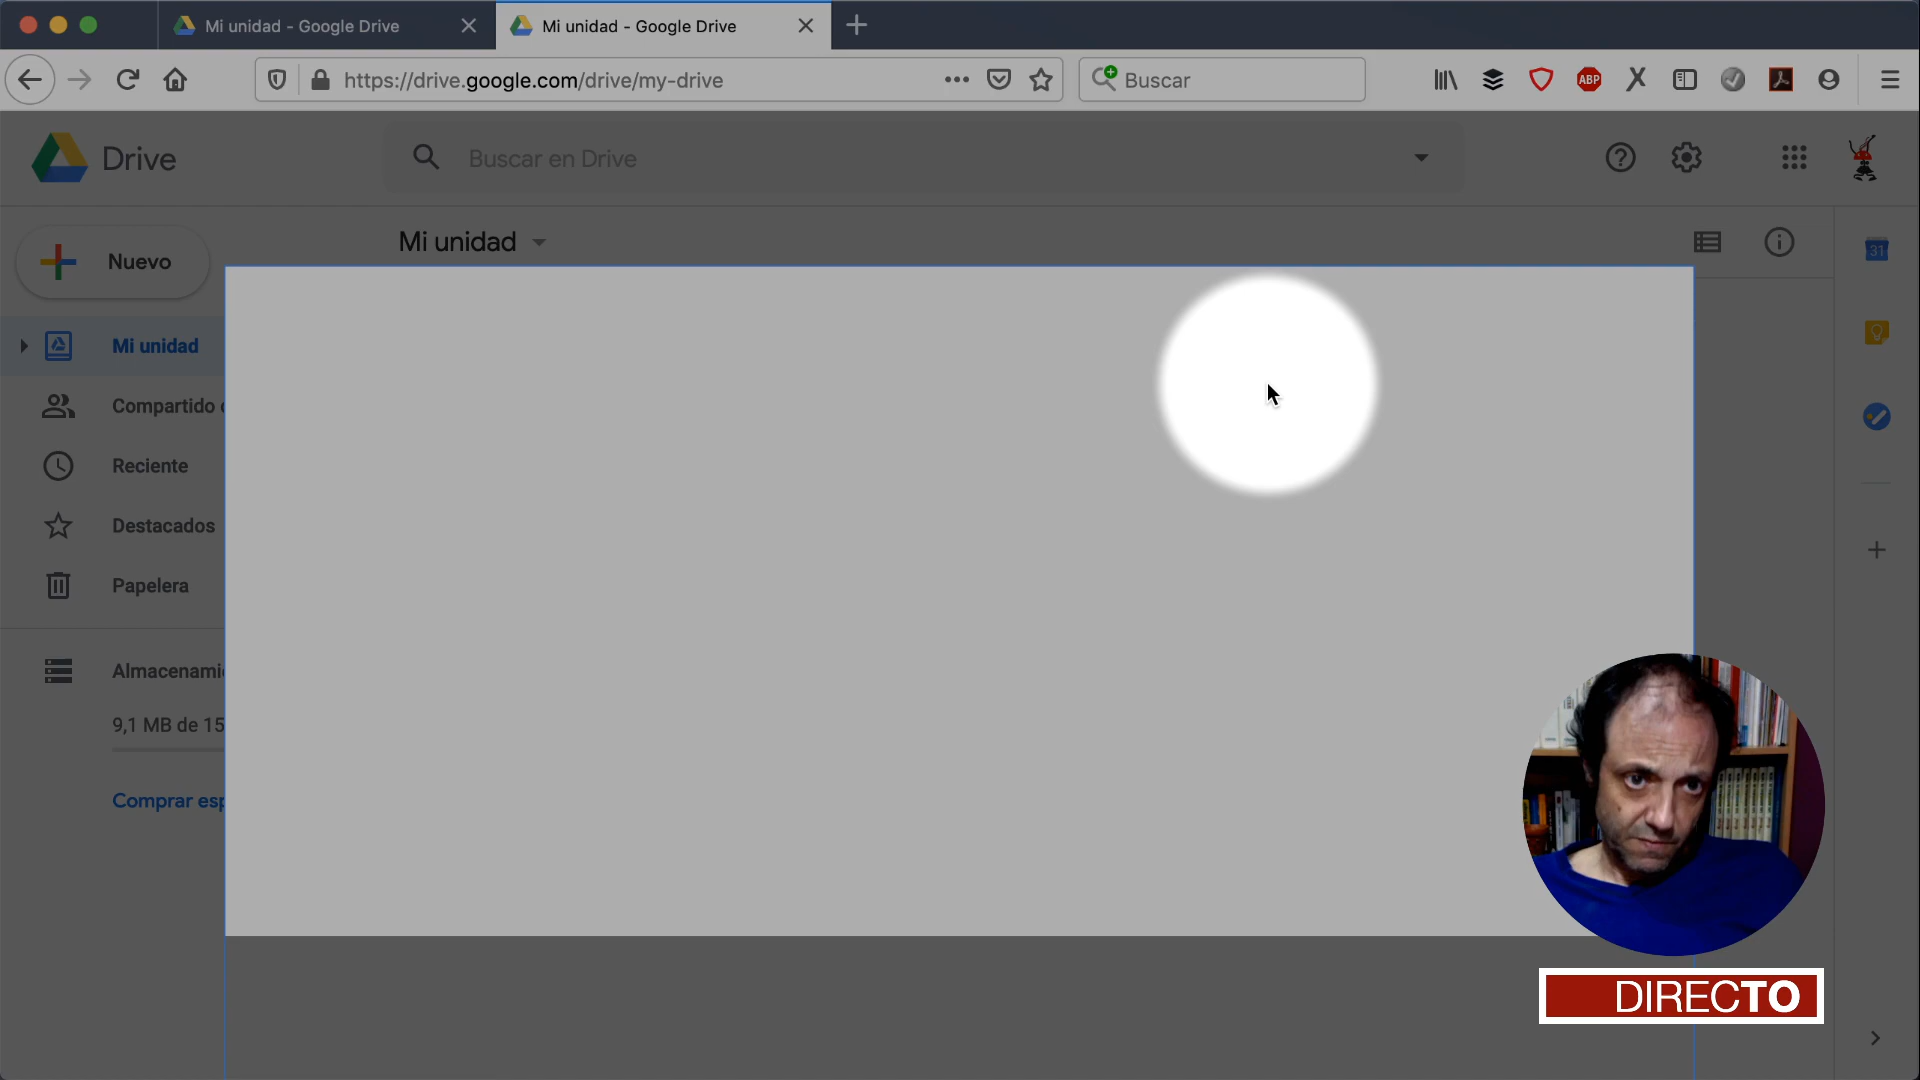 Mi unidad - Google Drive
Mi unidad - Google Drive
https://drive.google.com/drive/my-drive
Buscar
ABP
Drive
Buscar en Drive
Nuevo
Mi unidad
31
Mi unidad
Compartido
Reciente
Destacados
Papelera
Almacenami
9,1 MB de 15
Comprar esp
DIRECTO